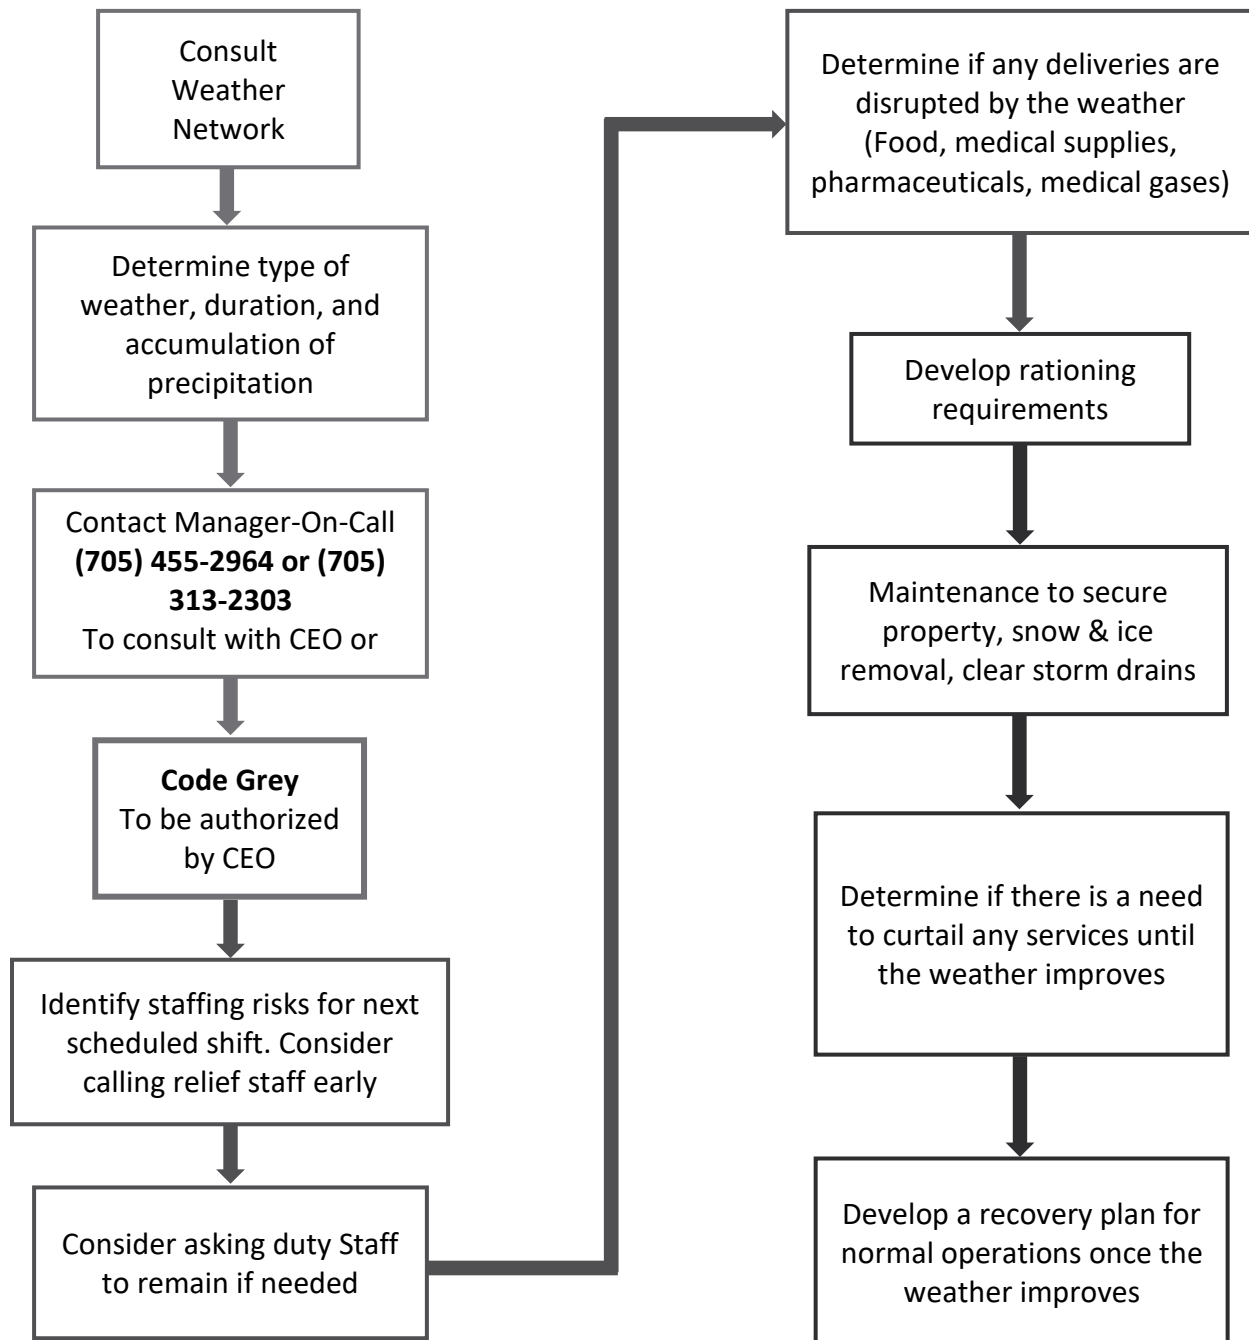 Consult
Weather
Network
Determine type of
weather, duration, and
accumulation of
precipitation
Contact Manager-On-Call
(705) 455-2964 or (705)
313-2303
To consult with CEO or
Code Grey
To be authorized
by CEO
Identify staffing risks for next
scheduled shift. Consider
calling relief staff early
Consider asking duty Staff
to remain if needed
Determine if any deliveries are
disrupted by the weather
(Food, medical supplies,
pharmaceuticals, medical gases)
Develop rationing
requirements
Maintenance to secure
property, snow & ice
removal, clear storm drains
Determine if there is a need
to curtail any services until
the weather improves
Develop a recovery plan for
normal operations once the
weather improves